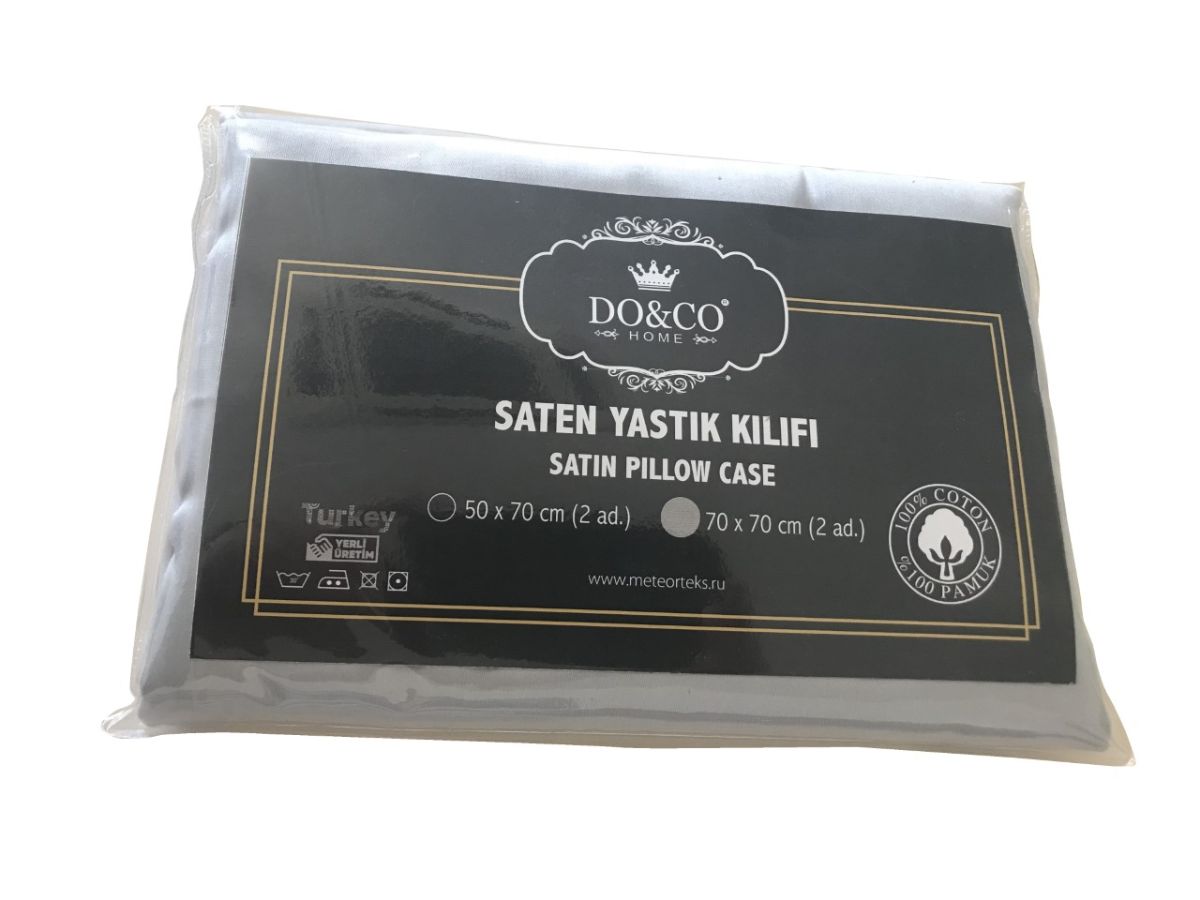 DO&CO®
HOME
SATEN YASTIK KILIFI
SATIN PILLOW CASE
50 x 70 cm (2 ad.)
70 x 70 cm (2 ad.)
Turkey
YERLİ
ÜRETİM
www.meteorteks.ru
100% COTON
%100 PAMUK